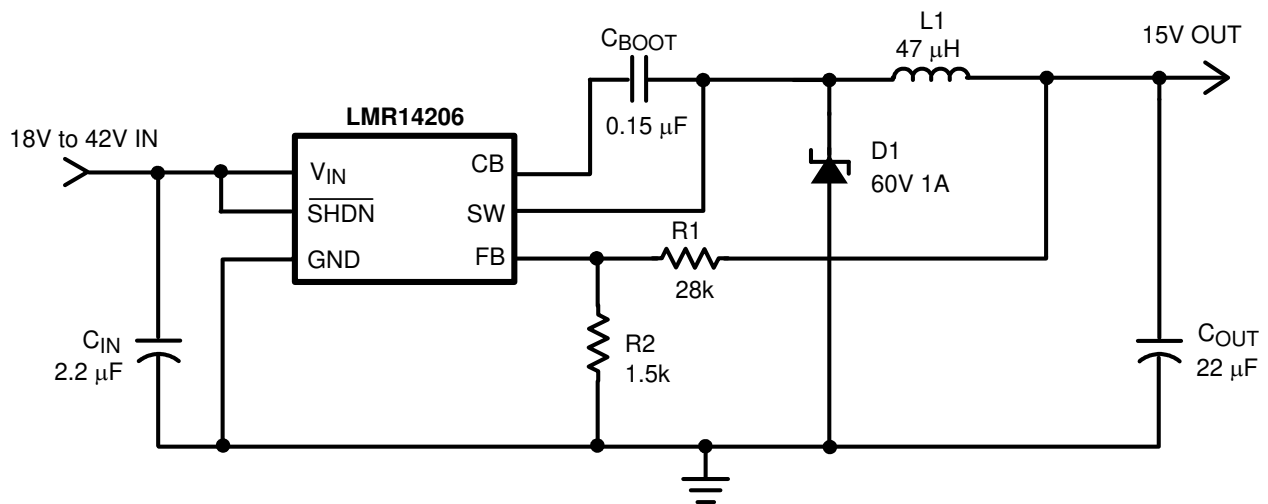 L1
47 μH
15V OUT
CBOOT
0.15 μF
LMR14206
18V to 42V IN
VIN
SHDN
GND
CB
SW
FB
D1
60V 1A
R1
28k
R2
1.5k
CIN
2.2 μF
COUT
22 μF